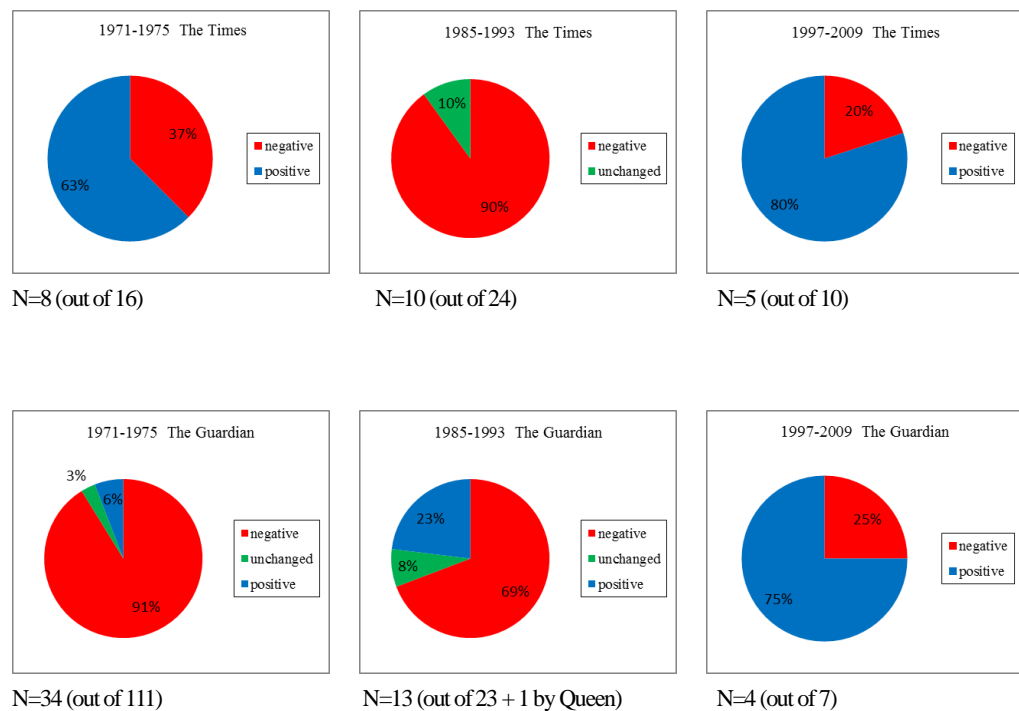 1971-1975 The Times
37%
63%
negative
positive
N=8 (out of 16)
1985-1993 The Times
10%
90%
negative
unchanged
N=10 (out of 24)
1997-2009 The Times
20%
80%
negative
positive
N=5 (out of 10)
1971-1975 The Guardian
3%
6%
91%
negative
unchanged
positive
N=34 (out of 111)
1985-1993 The Guardian
23%
8%
69%
negative
unchanged
positive
N=13 (out of 23 + 1 by Queen)
1997-2009 The Guardian
25%
75%
negative
positive
N=4 (out of 7)